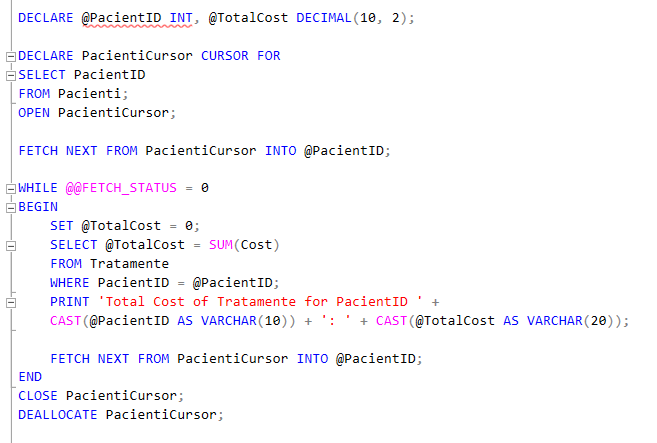 DECLARE @PacientID INT, @TotalCost DECIMAL(10, 2);
DECLARE PacientiCursor CURSOR FOR
SELECT PacientID
FROM Pacienti;
OPEN PacientiCursor;
FETCH NEXT FROM PacientiCursor INTO @PacientID;
WHILE @@FETCH_STATUS = 0
BEGIN
    SET @TotalCost = 0;
    SELECT @TotalCost = SUM(Cost)
    FROM Tratamente
    WHERE PacientID = @PacientID;
    PRINT 'Total Cost of Tratamente for PacientID ' +
    CAST(@PacientID AS VARCHAR(10)) + ': ' + CAST(@TotalCost AS VARCHAR(20));
    FETCH NEXT FROM PacientiCursor INTO @PacientID;
END
CLOSE PacientiCursor;
DEALLOCATE PacientiCursor;